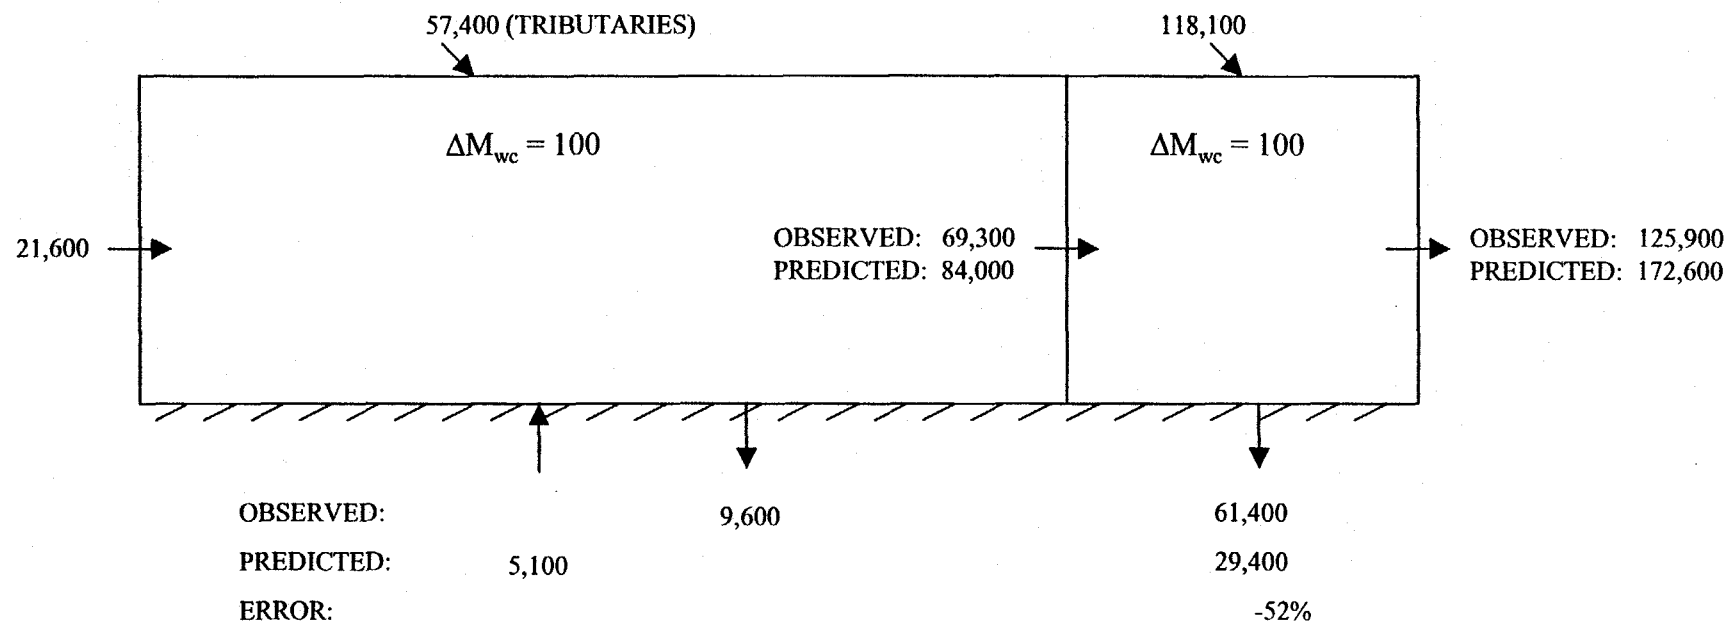 57,400 (TRIBUTARIES)
118,100
ΔMwc = 100
ΔMwc = 100
21,600
OBSERVED: 69,300
PREDICTED: 84,000
OBSERVED: 125,900
PREDICTED: 172,600
OBSERVED: 9,600 61,400
PREDICTED: 5,100 29,400
ERROR: -52%